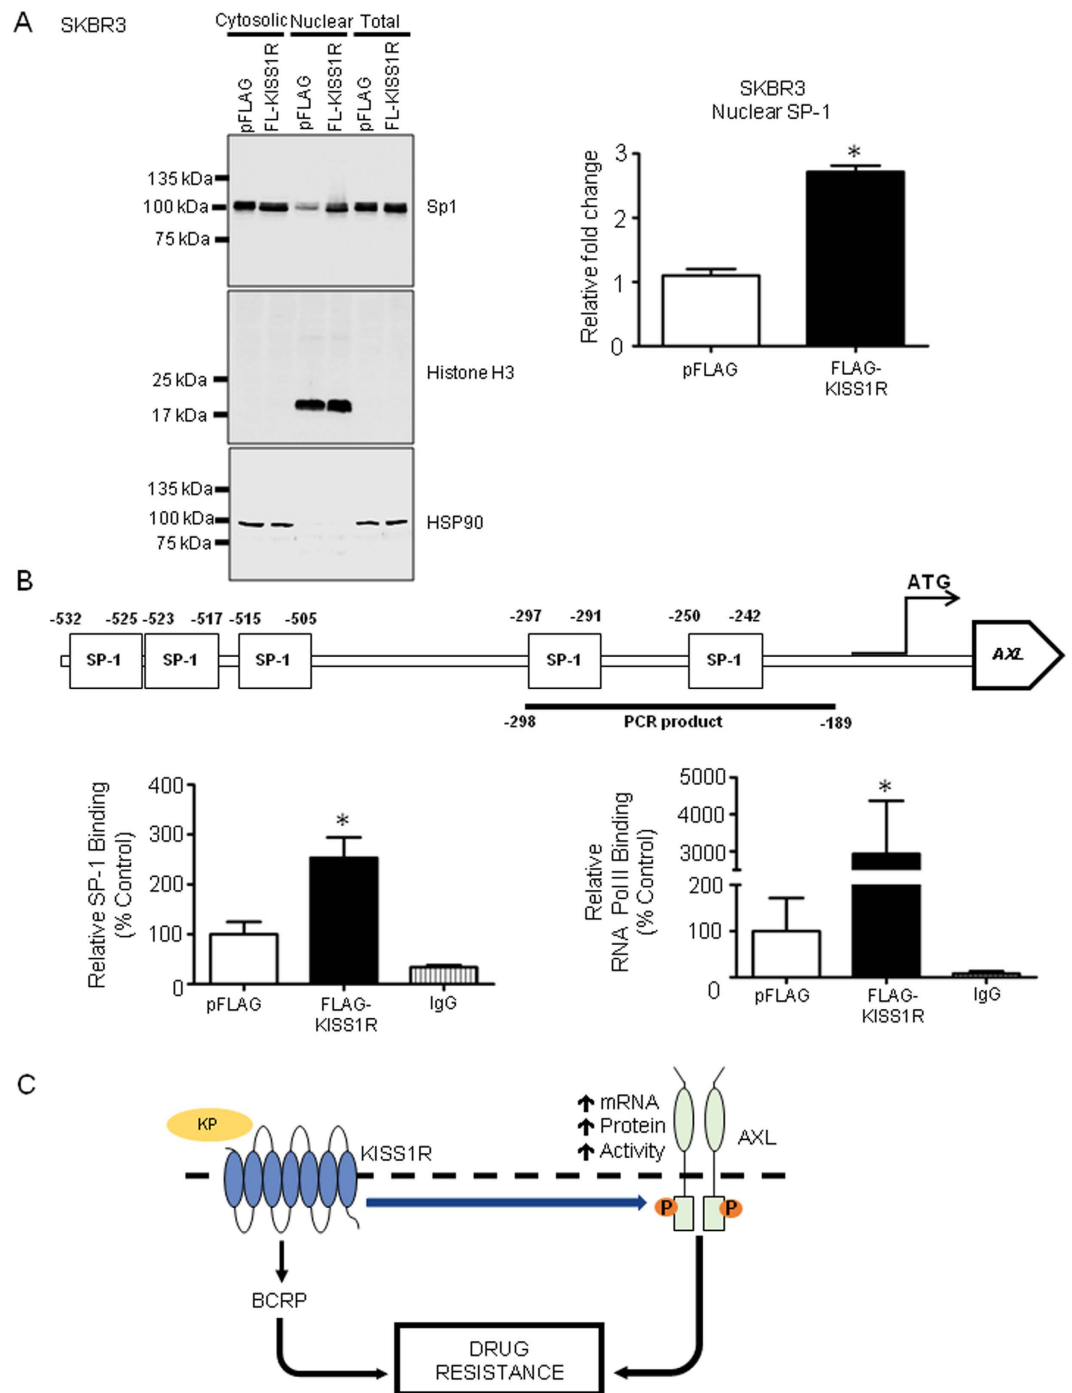 A
SKBR3
Cytosolic Nuclear Total
pFLAG
FL-KISS1R
pFLAG
FL-KISS1R
pFLAG
FL-KISS1R
135 kDa
100 kDa
75 kDa
Sp1
25 kDa
17 kDa
Histone H3
135 kDa
100 kDa
75 kDa
HSP90
SKBR3
Nuclear SP-1
Relative fold change
3
2
1
0
*
pFLAG
FLAG-
KISS1R
B
-532 -525 -523 -517 -515 -505 -297 -291 -250 -242
ATG
SP-1 SP-1 SP-1 SP-1 SP-1
AXL
-298 PCR product -189
Relative SP-1 Binding
(% Control)
400
300
200
100
0
*
pFLAG
FLAG-
KISS1R
IgG
Relative
RNA Pol II Binding
(% Control)
5000
4000
3000
200
100
0
*
pFLAG
FLAG-
KISS1R
IgG
C
KP
KISS1R
↑ mRNA
↑ Protein
↑ Activity
AXL
P P
BCRP
DRUG
RESISTANCE